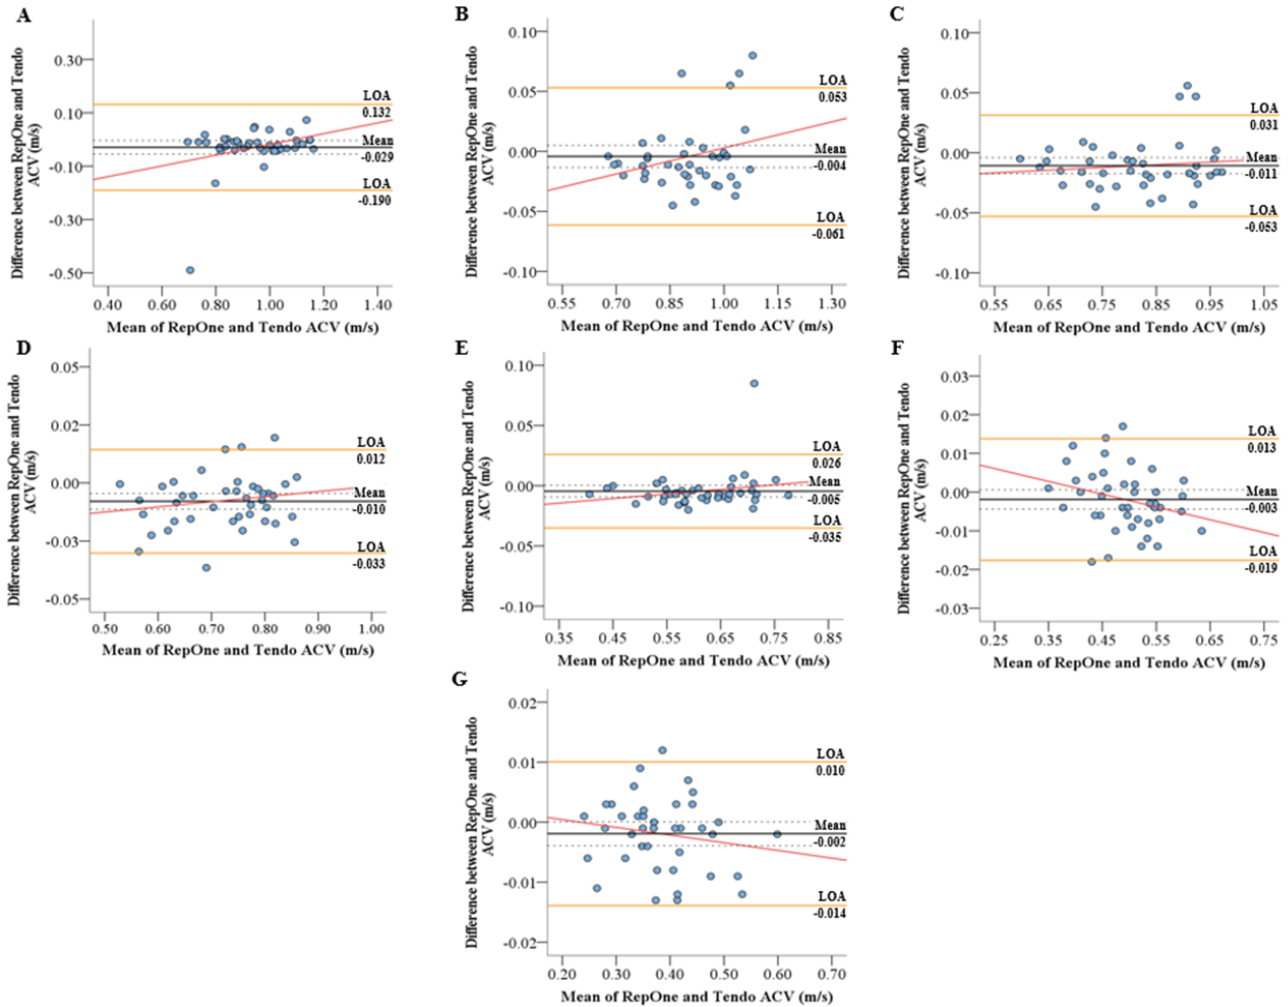 A
Difference between RepOne and Tendo
ACV (m/s)
0.30
0.10
-0.10
-0.30
-0.50
LOA
0.132
Mean
-0.029
LOA
-0.190
0.40 0.60 0.80 1.00 1.20 1.40
Mean of RepOne and Tendo ACV (m/s)
B
Difference between RepOne and Tendo
ACV (m/s)
0.10
0.05
0.00
-0.05
-0.10
LOA
0.053
Mean
-0.004
LOA
-0.061
0.55 0.70 0.85 1.00 1.15 1.30
Mean of RepOne and Tendo ACV (m/s)
C
Difference between RepOne and Tendo
ACV (m/s)
0.10
0.05
0.00
-0.05
-0.10
LOA
0.031
Mean
-0.011
LOA
-0.053
0.55 0.65 0.75 0.85 0.95 1.05
Mean of RepOne and Tendo ACV (m/s)
D
Difference between RepOne and Tendo
ACV (m/s)
0.05
0.02
0.00
-0.03
-0.05
LOA
0.012
Mean
-0.010
LOA
-0.033
0.50 0.60 0.70 0.80 0.90 1.00
Mean of RepOne and Tendo ACV (m/s)
E
Difference between RepOne and Tendo
ACV (m/s)
0.10
0.05
0.00
-0.05
-0.10
LOA
0.026
Mean
-0.005
LOA
-0.035
0.35 0.45 0.55 0.65 0.75 0.85
Mean of RepOne and Tendo ACV (m/s)
F
Difference between RepOne and Tendo
ACV (m/s)
0.03
0.02
0.01
0.00
-0.01
-0.02
-0.03
LOA
0.013
Mean
-0.003
LOA
-0.019
0.25 0.35 0.45 0.55 0.65 0.75
Mean of RepOne and Tendo ACV (m/s)
G
Difference between RepOne and Tendo
ACV (m/s)
0.02
0.01
0.00
-0.01
-0.02
LOA
0.010
Mean
-0.002
LOA
-0.014
0.20 0.30 0.40 0.50 0.60 0.70
Mean of RepOne and Tendo ACV (m/s)